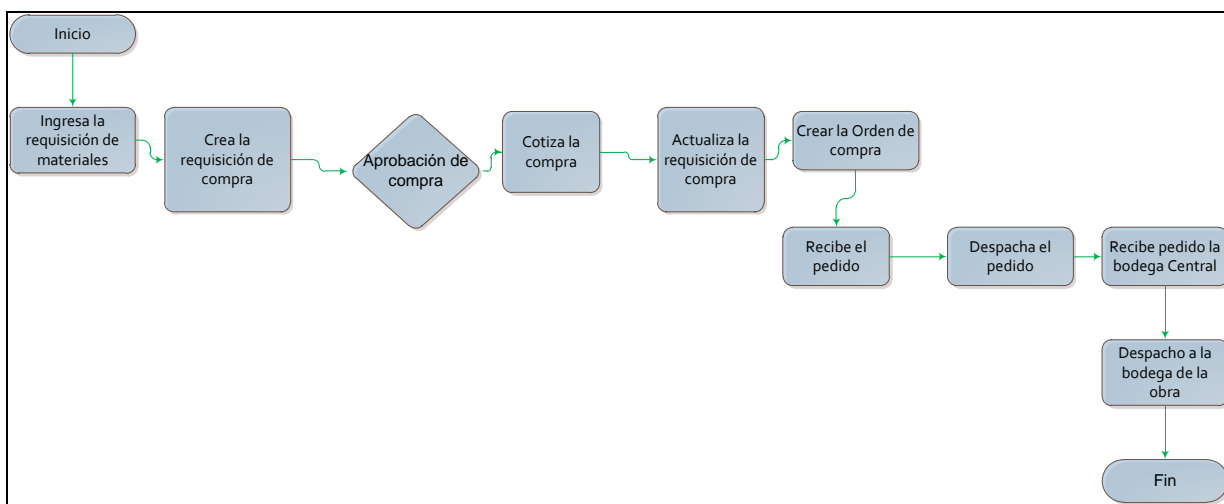 Inicio
Ingresa la
requisición de
materiales
Crea la
requisición de
compra
Aprobación de
compra
Cotiza la
compra
Actualiza la
requisición de
compra
Crear la Orden de
compra
Recibe el
pedido
Despacha el
pedido
Recibe pedido la
bodega Central
Despacho a la
bodega de la
obra
Fin